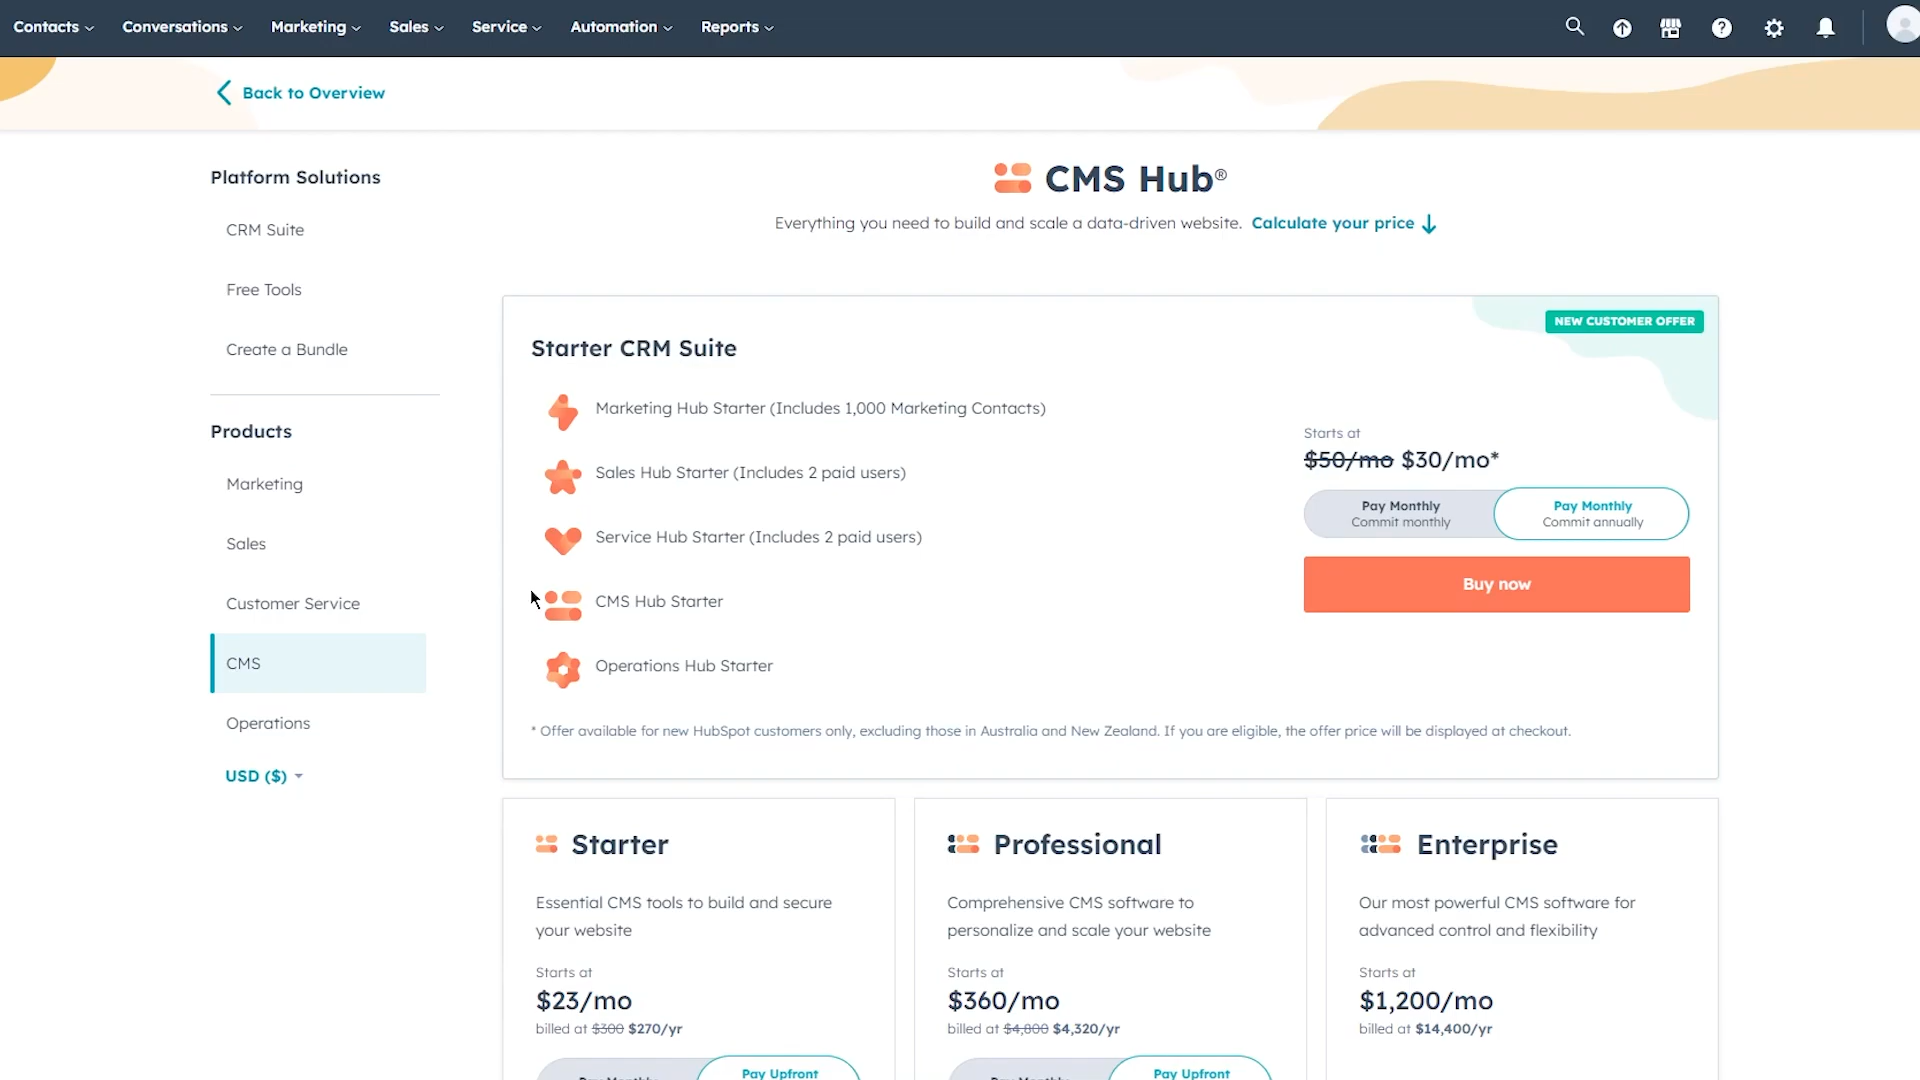 Contacts
Conversations
Marketing
Sales
Service
Automation
Reports
Back to Overview
Platform Solutions
CRM Suite
Free Tools
Create a Bundle
Products
Marketing
Sales
Customer Service
CMS
Operations
USD ($)
CMS Hub®
Everything you need to build and scale a data-driven website. Calculate your price
NEW CUSTOMER OFFER
Starter CRM Suite
Marketing Hub Starter (Includes 1,000 Marketing Contacts)
Sales Hub Starter (Includes 2 paid users)
Service Hub Starter (Includes 2 paid users)
CMS Hub Starter
Operations Hub Starter
Starts at
$50/mo $30/mo*
Pay Monthly
Commit monthly
Pay Monthly
Commit annually
Buy now
* Offer available for new HubSpot customers only, excluding those in Australia and New Zealand. If you are eligible, the offer price will be displayed at checkout.
Starter
Essential CMS tools to build and secure
your website
Starts at
$23/mo
billed at $300 $270/yr
Pay Monthly
Pay Upfront
Professional
Comprehensive CMS software to
personalize and scale your website
Starts at
$360/mo
billed at $4,800 $4,320/yr
Pay Monthly
Pay Upfront
Enterprise
Our most powerful CMS software for
advanced control and flexibility
Starts at
$1,200/mo
billed at $14,400/yr